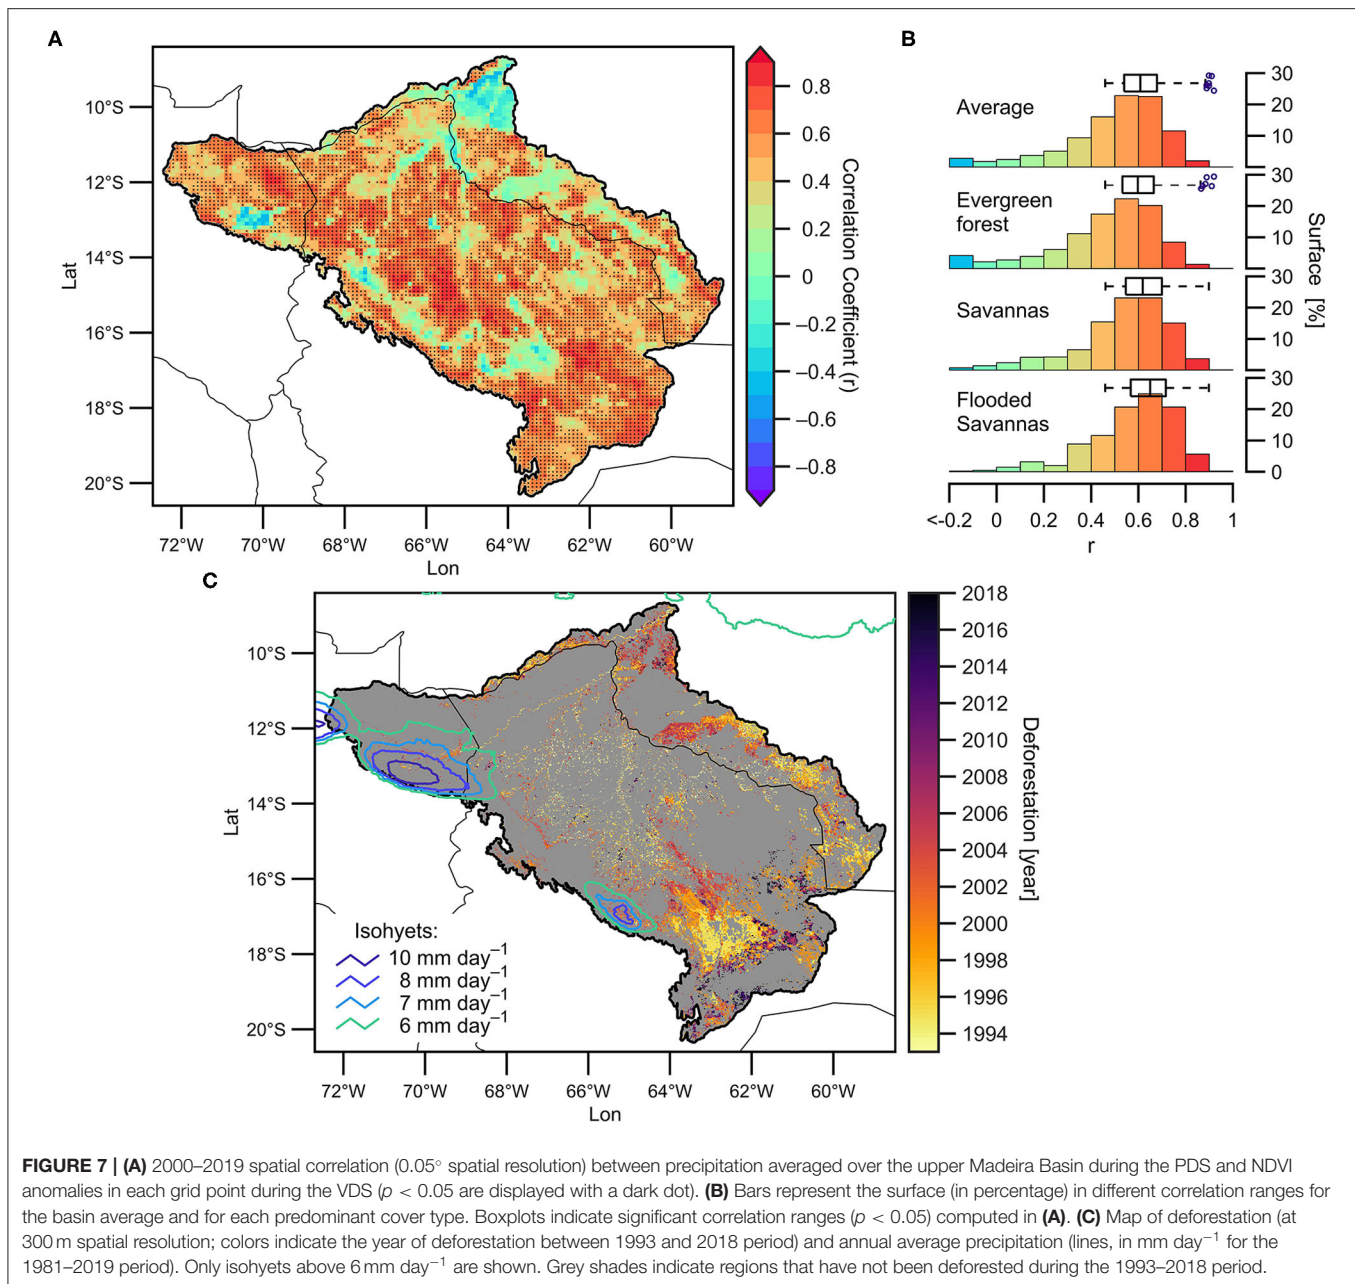 A
10°S
12°S
14°S
16°S
18°S
20°S
Lat
72°W 70°W 68°W 66°W 64°W 62°W 60°W
Lon
0.8
0.6
0.4
0.2
0
−0.2
−0.4
−0.6
−0.8
Correlation Coefficient (r)
B
Average
30
20
10
Evergreen
forest
30
20
10
Savannas
30
20
10
Flooded
Savannas
30
20
10
0
Surface [%]
<-0.2 0 0.2 0.4 0.6 0.8 1
r
C
10°S
12°S
14°S
16°S
18°S
20°S
Lat
Isohyets:
10 mm day⁻¹
8 mm day⁻¹
7 mm day⁻¹
6 mm day⁻¹
72°W 70°W 68°W 66°W 64°W 62°W 60°W
Lon
2018
2016
2014
2012
2010
2008
2006
2004
2002
2000
1998
1996
1994
Deforestation [year]
FIGURE 7 | (A) 2000–2019 spatial correlation (0.05° spatial resolution) between precipitation averaged over the upper Madeira Basin during the PDS and NDVI
anomalies in each grid point during the VDS (p < 0.05 are displayed with a dark dot). (B) Bars represent the surface (in percentage) in different correlation ranges for
the basin average and for each predominant cover type. Boxplots indicate significant correlation ranges (p < 0.05) computed in (A). (C) Map of deforestation (at
300 m spatial resolution; colors indicate the year of deforestation between 1993 and 2018 period) and annual average precipitation (lines, in mm day⁻¹ for the
1981–2019 period). Only isohyets above 6 mm day⁻¹ are shown. Grey shades indicate regions that have not been deforested during the 1993–2018 period.